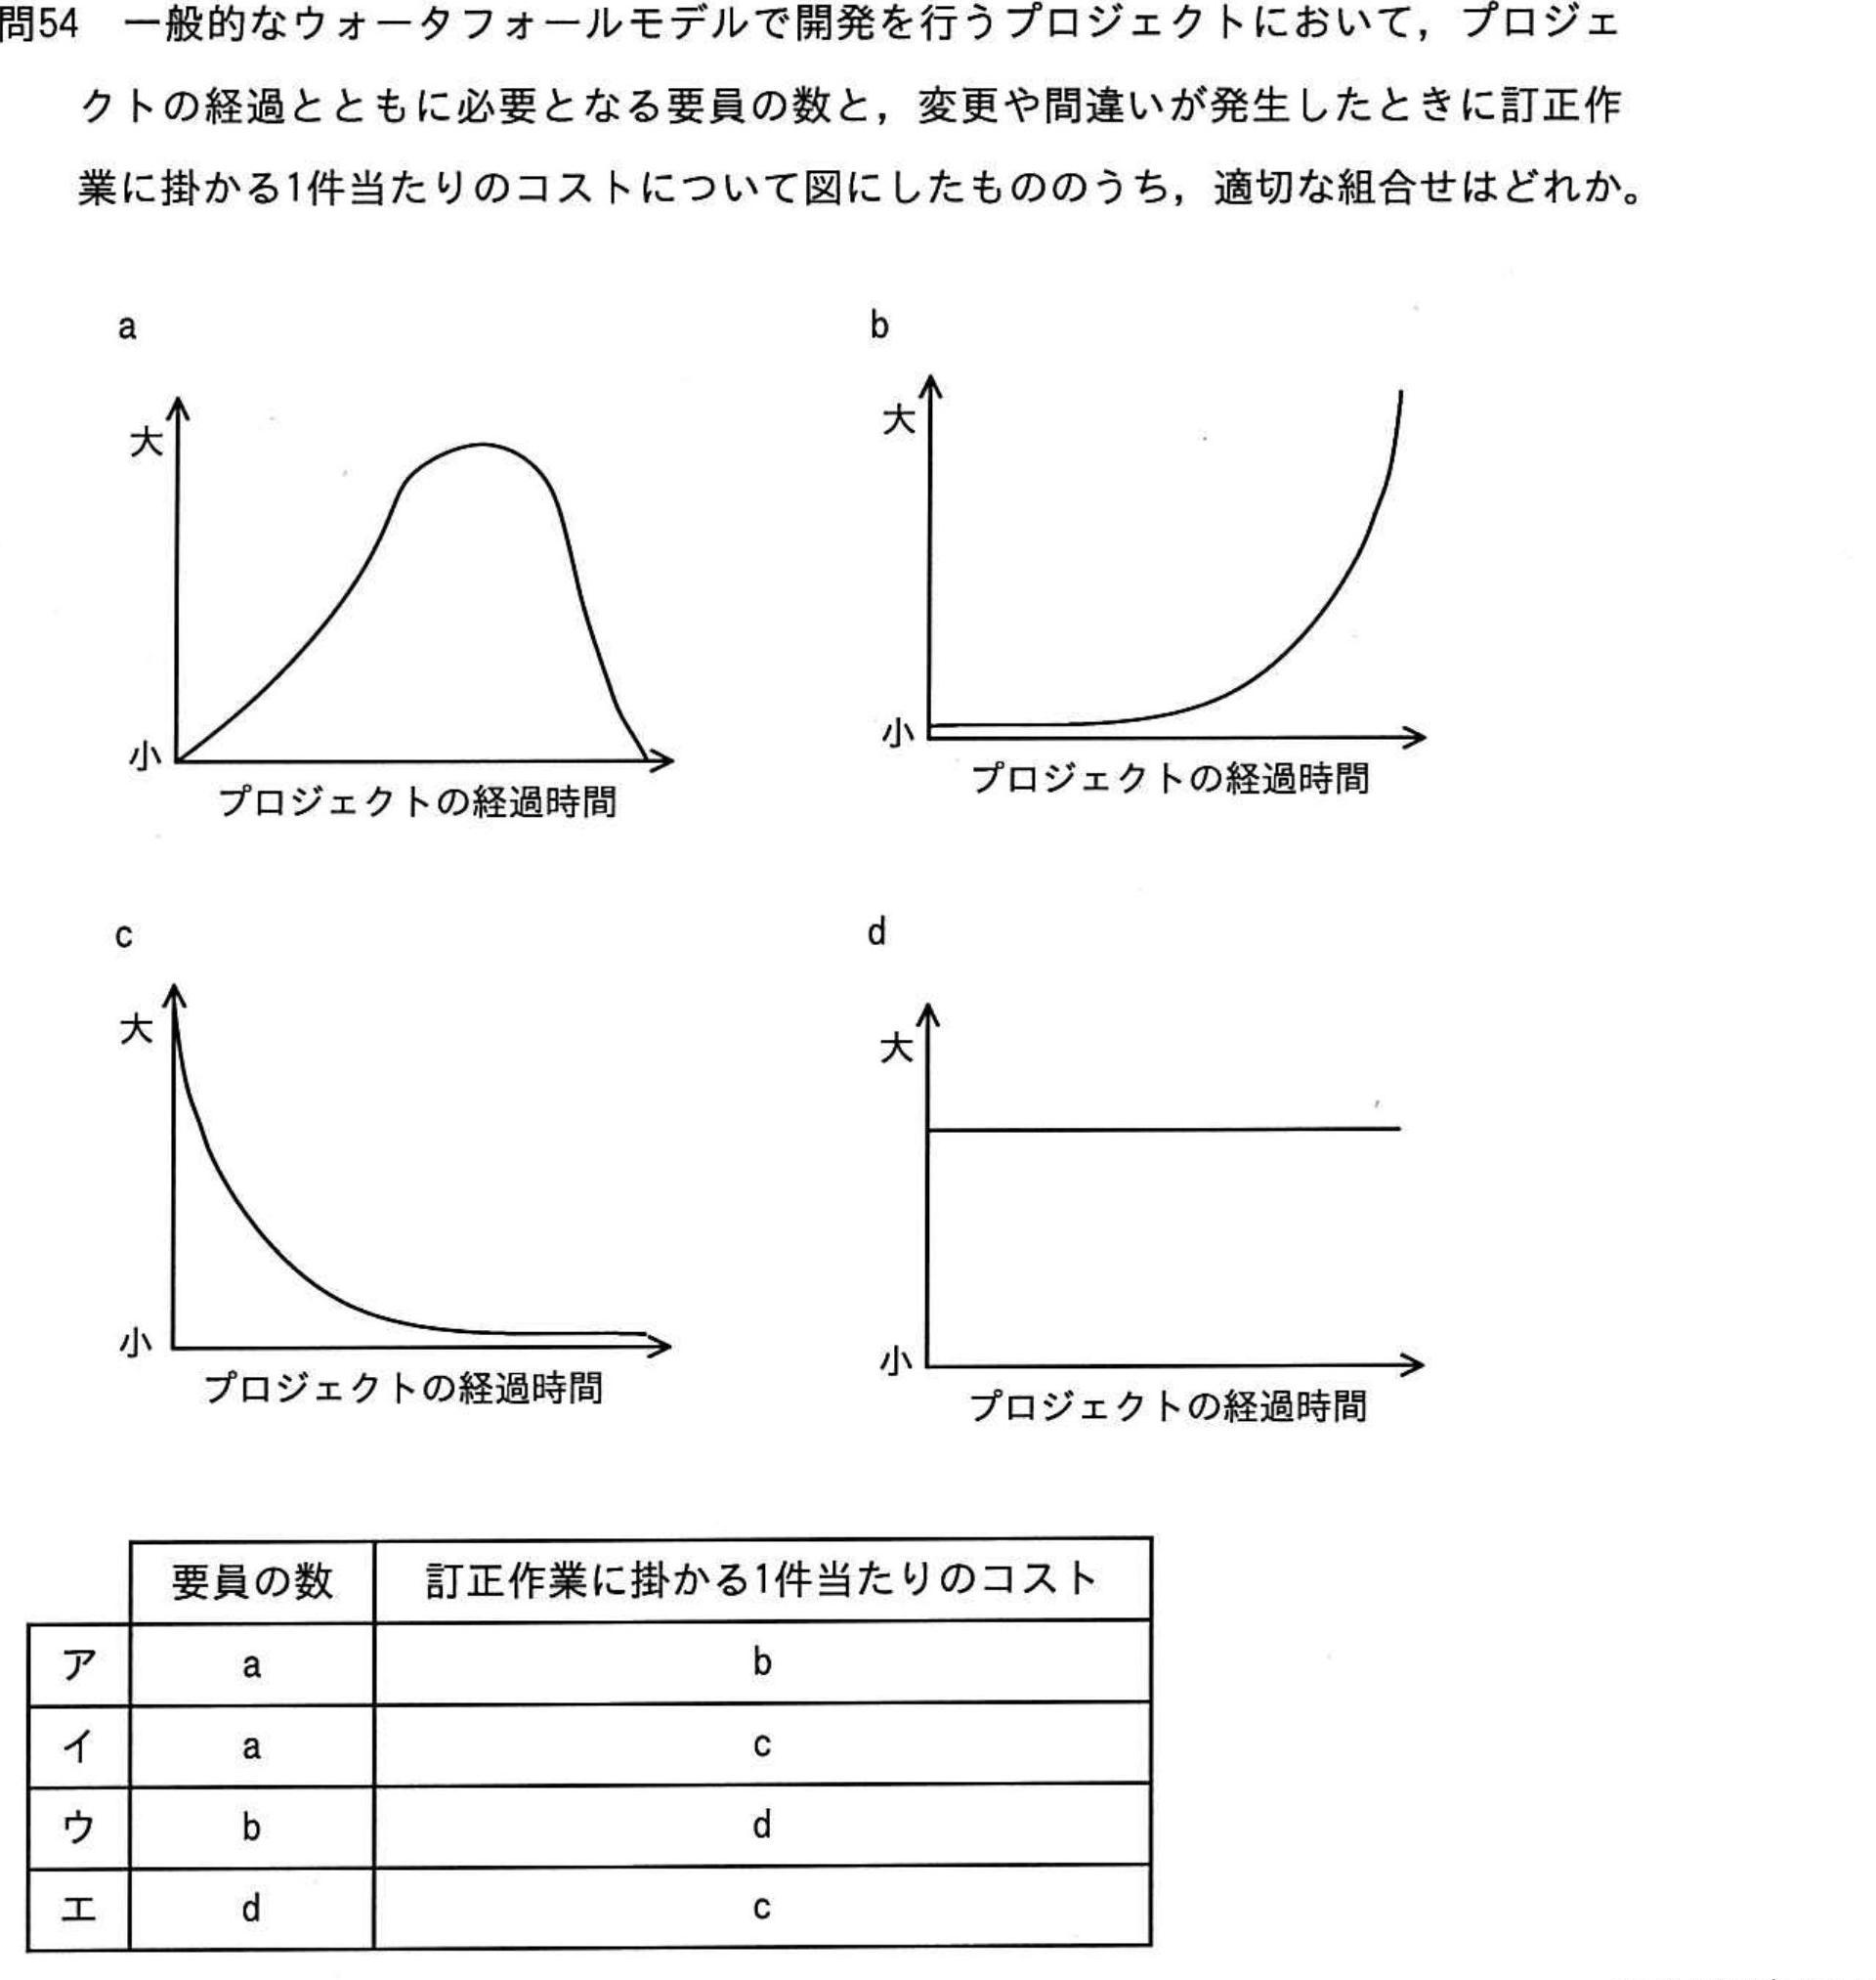 問54　一般的なウォータフォールモデルで開発を行うプロジェクトにおいて，プロジェ
クトの経過とともに必要となる要員の数と，変更や間違いが発生したときに訂正作
業に掛かる1件当たりのコストについて図にしたもののうち，適切な組合せはどれか。
a
大
小
プロジェクトの経過時間
b
大
小
プロジェクトの経過時間
c
大
小
プロジェクトの経過時間
d
大
小
プロジェクトの経過時間
要員の数　訂正作業に掛かる1件当たりのコスト
ア　a　b
イ　a　c
ウ　b　d
エ　d　c